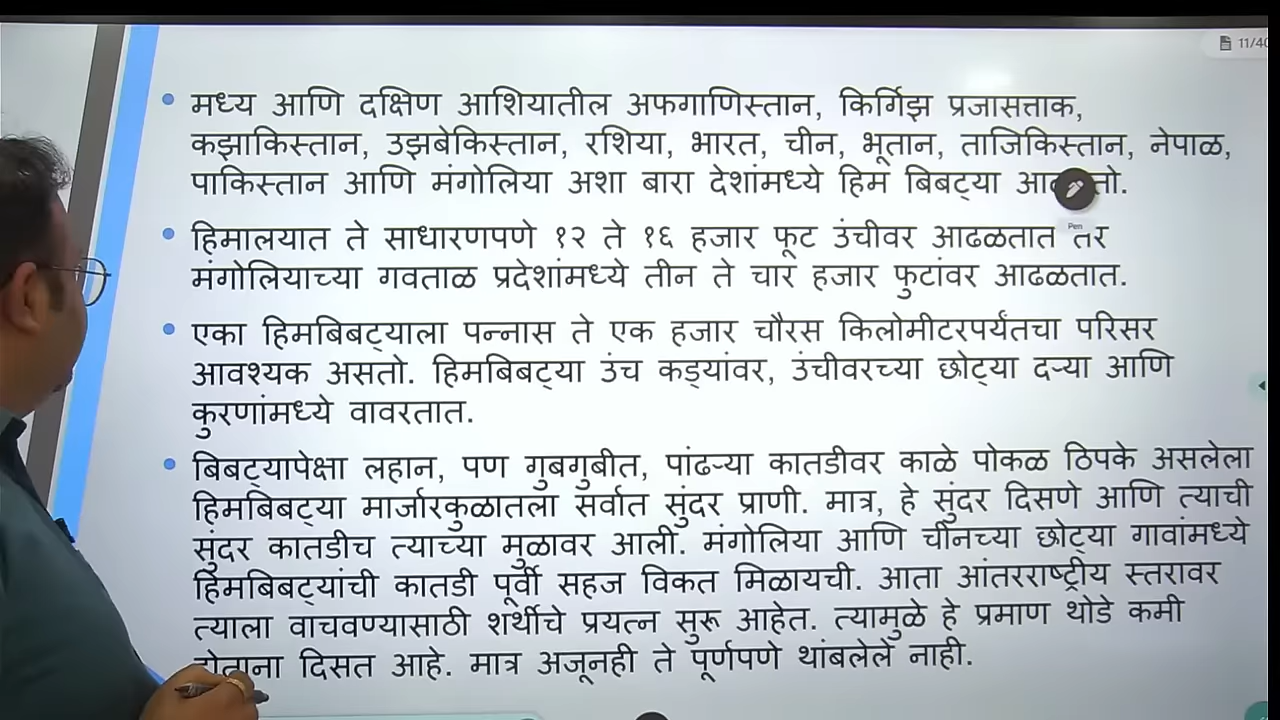 11/40
मध्य आणि दक्षिण आशियातील अफगाणिस्तान, किर्गिझ प्रजासत्ताक,
कझाकिस्तान, उझबेकिस्तान, रशिया, भारत, चीन, भूतान, ताजिकिस्तान, नेपाळ,
पाकिस्तान आणि मंगोलिया अशा बारा देशांमध्ये हिम बिबट्या
Pen
हिमालयात ते साधारणपणे १२ ते १६ हजार फूट उंचीवर आढळतात तर
मंगोलियाच्या गवताळ प्रदेशांमध्ये तीन ते चार हजार फुटांवर आढळतात.
एका हिमबिबट्याला पन्नास ते एक हजार चौरस किलोमीटरपर्यंतचा परिसर
आवश्यक असतो. हिमबिबट्या उंच कड्यांवर, उंचीवरच्या छोट्या दऱ्या आणि
कुरणांमध्ये वावरतात.
बिबट्यापेक्षा लहान, पण गुबगुबीत, पांढऱ्या कातडीवर काळे पोकळ ठिपके असलेला
हिमबिबट्या मार्जारकुळातला सर्वात सुंदर प्राणी. मात्र, हे सुंदर दिसणे आणि त्याची
सुंदर कातडीच त्याच्या मुळावर आली. मंगोलिया आणि चीनच्या छोट्या गावांमध्ये
हिमबिबट्यांची कातडी पूर्वी सहज विकत मिळायची. आता आंतरराष्ट्रीय स्तरावर
त्याला वाचवण्यासाठी शर्थीचे प्रयत्न सुरू आहेत. त्यामुळे हे प्रमाण थोडे कमी
होताना दिसत आहे. मात्र अजूनही ते पूर्णपणे थांबलेले नाही.